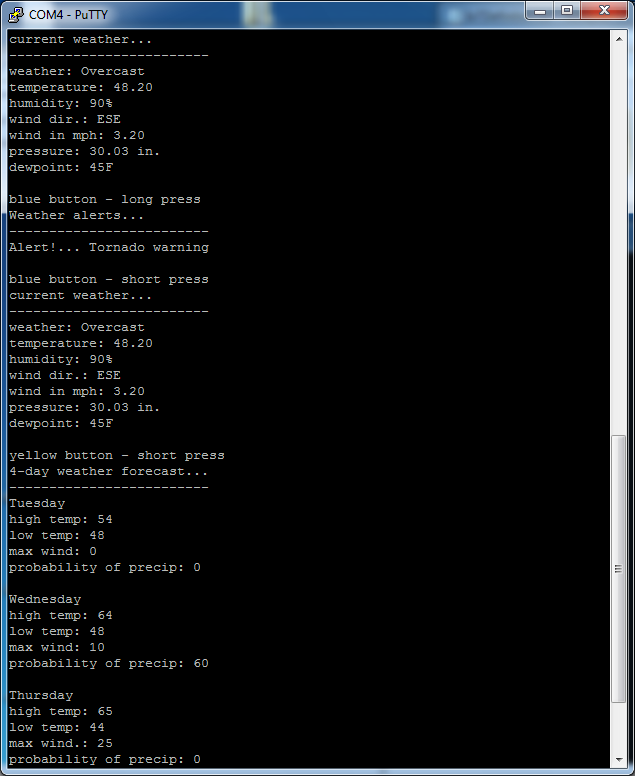 COM4 - PuTTY
current weather...
-------------------------
weather: Overcast
temperature: 48.20
humidity: 90%
wind dir.: ESE
wind in mph: 3.20
pressure: 30.03 in.
dewpoint: 45F
blue button - long press
Weather alerts...
-------------------------
Alert!... Tornado warning
blue button - short press
current weather...
-------------------------
weather: Overcast
temperature: 48.20
humidity: 90%
wind dir.: ESE
wind in mph: 3.20
pressure: 30.03 in.
dewpoint: 45F
yellow button - short press
4-day weather forecast...
-------------------------
Tuesday
high temp: 54
low temp: 48
max wind: 0
probability of precip: 0
Wednesday
high temp: 64
low temp: 48
max wind: 10
probability of precip: 60
Thursday
high temp: 65
low temp: 44
max wind.: 25
probability of precip: 0